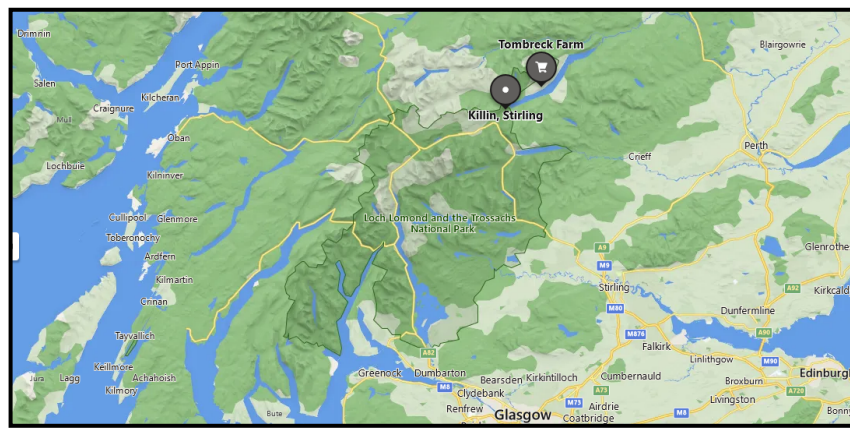 Drimnin
Tombreck Farm
Blairgowrie
Port Appin
Salen
Kilcheran
Craignure
Killin, Stirling
Mull
Oban
Perth
Crieff
Lochbuie
Kilninver
Cullipool
Glenmore
Loch Lomond and the Trossachs
National Park
Toberonochy
A9
Glenrothe
Ardfern
M9
Kilmartin
Stirling
A92
Kirkcald
Crinan
M80
Dunfermline
Tayvallich
M876
A90
Falkirk
A82
Linlithgow
M90
Keillmore
Greenock
Dumbarton
Edinburgh
Jura
Lagg
Achahoish
Bearsden
Kirkintilloch
Cumbernauld
Broxburn
M8
Kilmory
Clydebank
A73
A720
M73
Airdrie
Livingston
Bute
Renfrew
Glasgow
Coatbridge
M8
Bonny